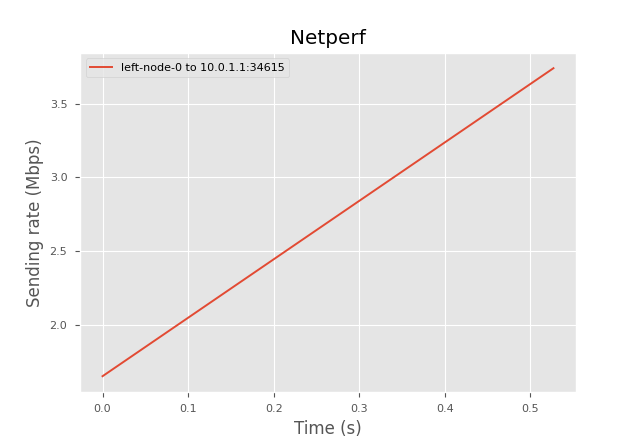 Netperf
left-node-0 to 10.0.1.1:34615
Sending rate (Mbps)
3.5
3.0
2.5
2.0
0.0 0.1 0.2 0.3 0.4 0.5
Time (s)